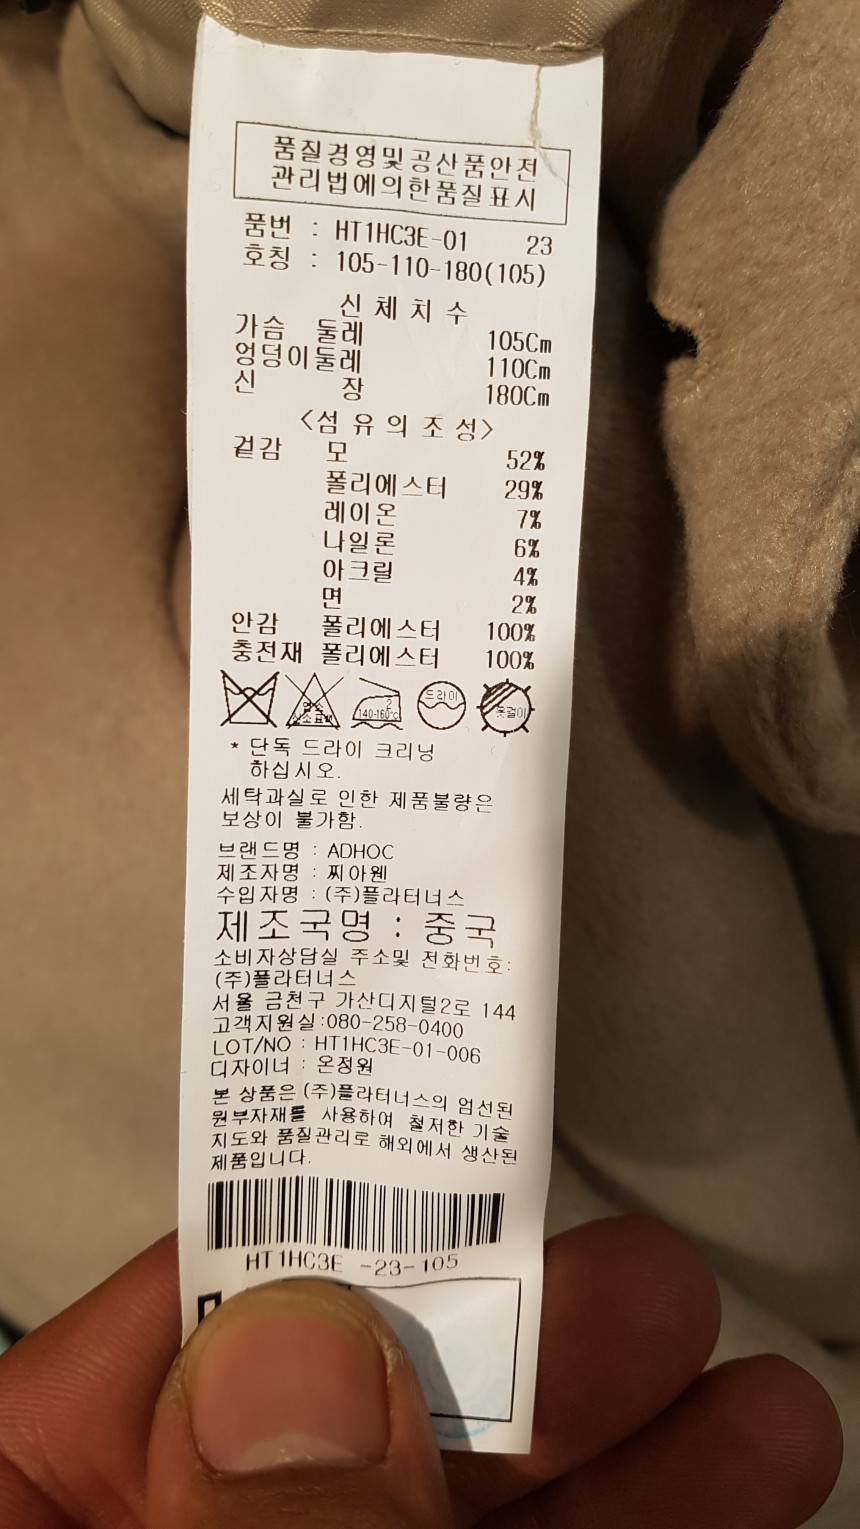 품질경영및공산품안전
관리법에의한품질표시
품번 : HT1HC3E-01 23
호칭 : 105-110-180(105)
신 체 치 수
가슴 둘레 105Cm
엉덩이둘레 110Cm
신 장 180Cm
<섬 유 의 조 성>
겉감 모 52%
폴리에스터 29%
레이온 7%
나일론 6%
아크릴 4%
면 2%
안감 폴리에스터 100%
충전재 폴리에스터 100%
염소 산소표백 2 140-160℃ 드라이 옷걸이
* 단독 드라이 크리닝
하십시오.
세탁과실로 인한 제품불량은
보상이 불가함.
브랜드명 : ADHOC
제조자명 : 찌아웬
수입자명 : (주)플라터너스
제조국명 : 중국
소비자상담실 주소및 전화번호:
(주)플라터너스
서울 금천구 가산디지털2로 144
고객지원실:080-258-0400
LOT/NO : HT1HC3E-01-006
디자이너 : 온정원
본 상품은 (주)플라터너스의 엄선된
원부자재를 사용하여 철저한 기술
지도와 품질관리로 해외에서 생산된
제품입니다.
HT1HC3E -23-105